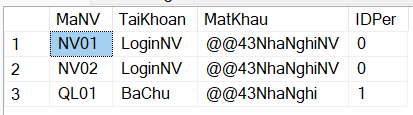 MaNV TaiKhoan MatKhau IDPer
1 NV01 LoginNV @@43NhaNghiNV 0
2 NV02 LoginNV @@43NhaNghiNV 0
3 QL01 BaChu @@43NhaNghi 1